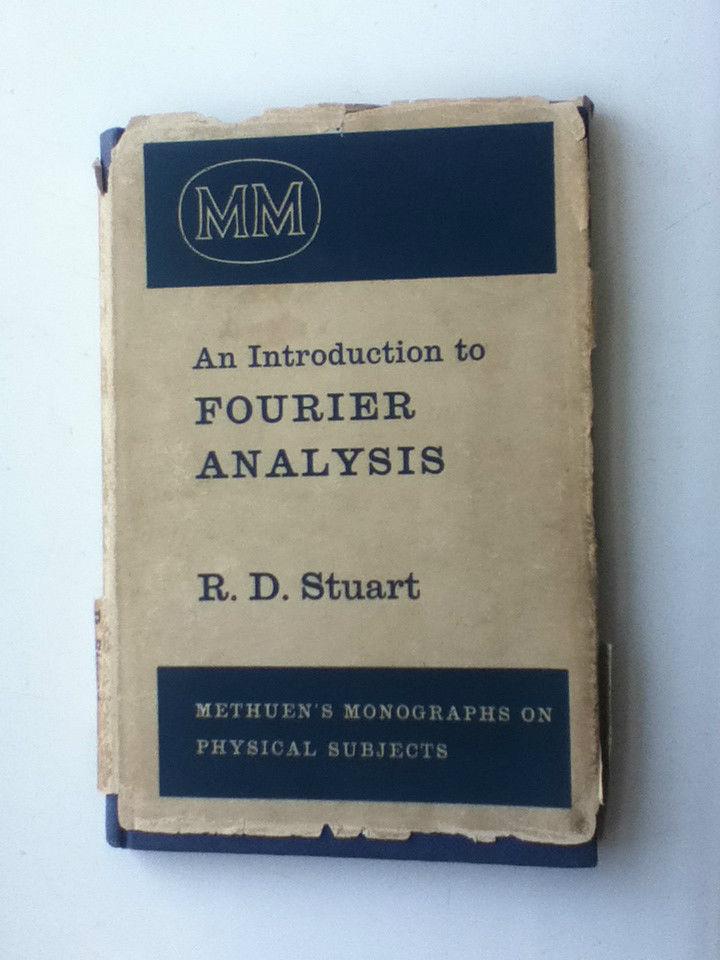 MM
An Introduction to
FOURIER
ANALYSIS
R. D. Stuart
METHUEN'S MONOGRAPHS ON
PHYSICAL SUBJECTS